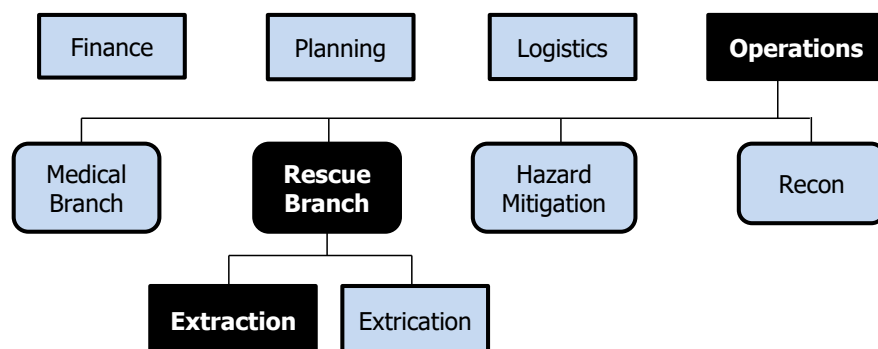 Finance
Planning
Logistics
Operations
Medical
Branch
Rescue
Branch
Hazard
Mitigation
Recon
Extraction
Extrication